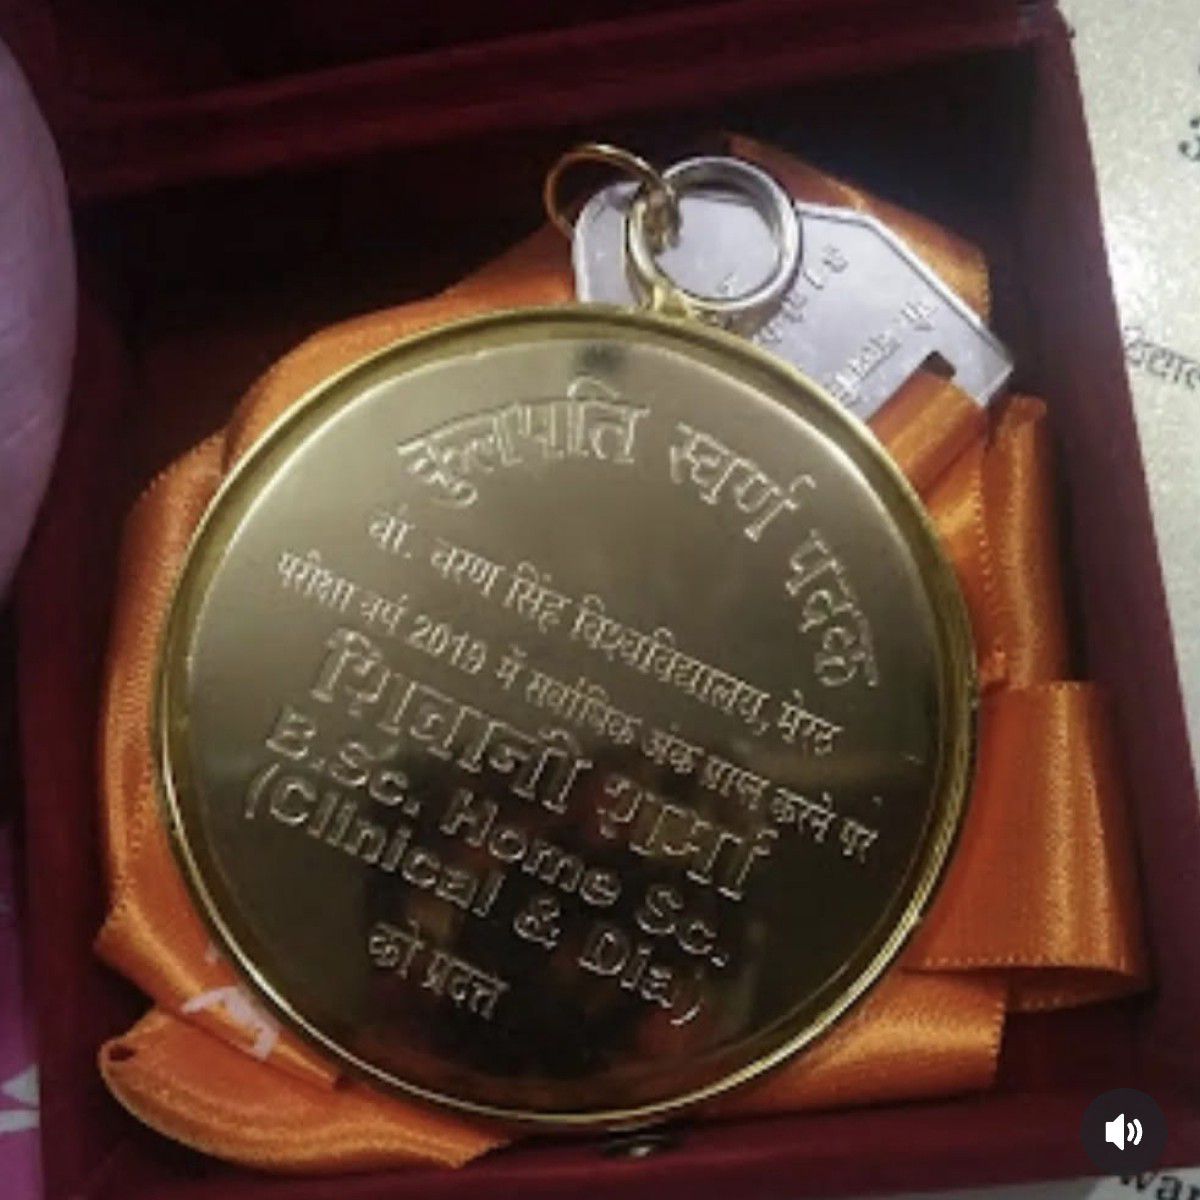 कुलपति स्वर्ण पदक
चौ. चरण सिंह विश्वविद्यालय, मेरठ
परीक्षा वर्ष 2019 में सर्वाधिक अंक प्राप्त करने पर
शिवानी शर्मा
B.Sc. Home Sc.
(Clinical & Dia)
को प्रदत्त